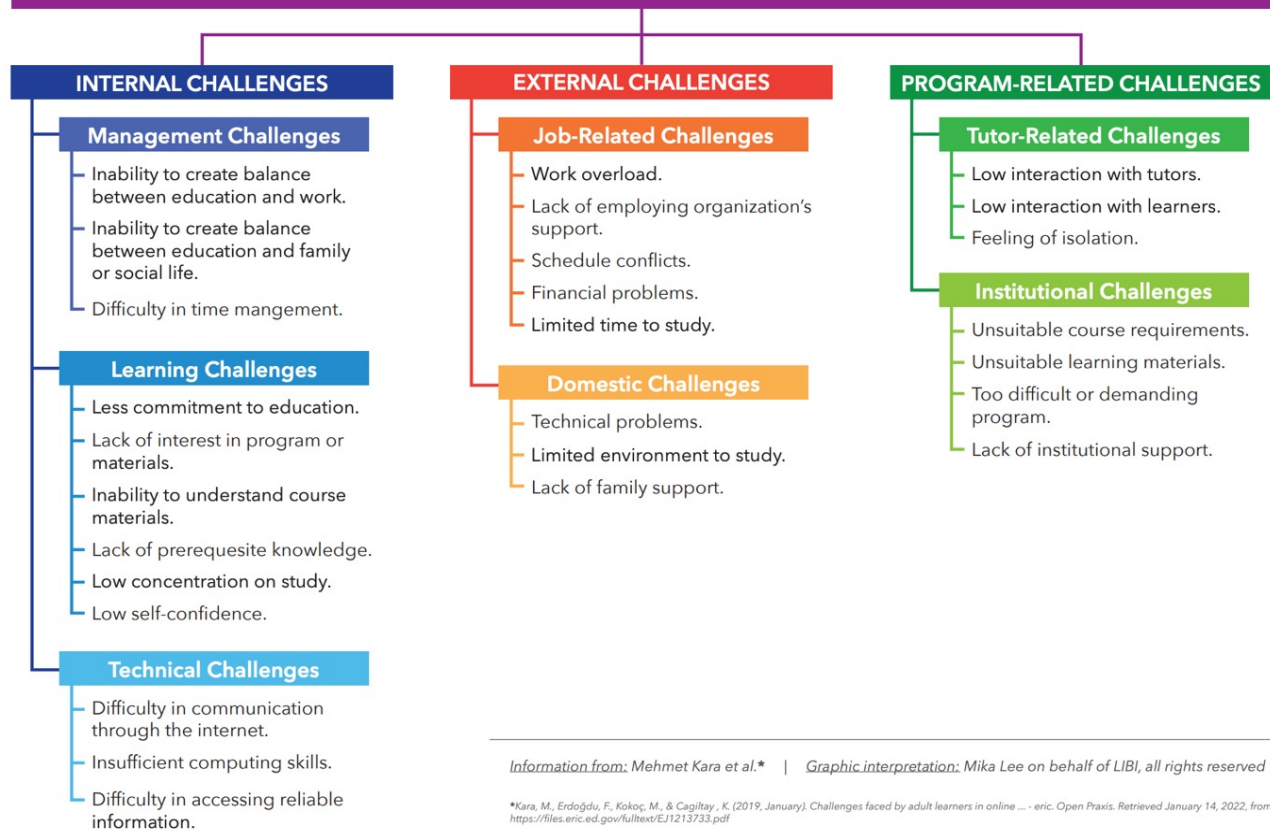 INTERNAL CHALLENGES
Management Challenges
Inability to create balance
between education and work.
Inability to create balance
between education and family
or social life.
Difficulty in time mangement.
Learning Challenges
Less commitment to education.
Lack of interest in program or
materials.
Inability to understand course
materials.
Lack of prerequesite knowledge.
Low concentration on study.
Low self-confidence.
Technical Challenges
Difficulty in communication
through the internet.
Insufficient computing skills.
Difficulty in accessing reliable
information.
EXTERNAL CHALLENGES
Job-Related Challenges
Work overload.
Lack of employing organization's
support.
Schedule conflicts.
Financial problems.
Limited time to study.
Domestic Challenges
Technical problems.
Limited environment to study.
Lack of family support.
PROGRAM-RELATED CHALLENGES
Tutor-Related Challenges
Low interaction with tutors.
Low interaction with learners.
Feeling of isolation.
Institutional Challenges
Unsuitable course requirements.
Unsuitable learning materials.
Too difficult or demanding
program.
Lack of institutional support.
Information from: Mehmet Kara et al.* | Graphic interpretation: Mika Lee on behalf of LIBI, all rights reserved
*Kara, M., Erdoğdu, F., Kokoç, M., & Cagiltay , K. (2019, January). Challenges faced by adult learners in online ... - eric. Open Praxis. Retrieved January 14, 2022, from
https://files.eric.ed.gov/fulltext/EJ1213733.pdf